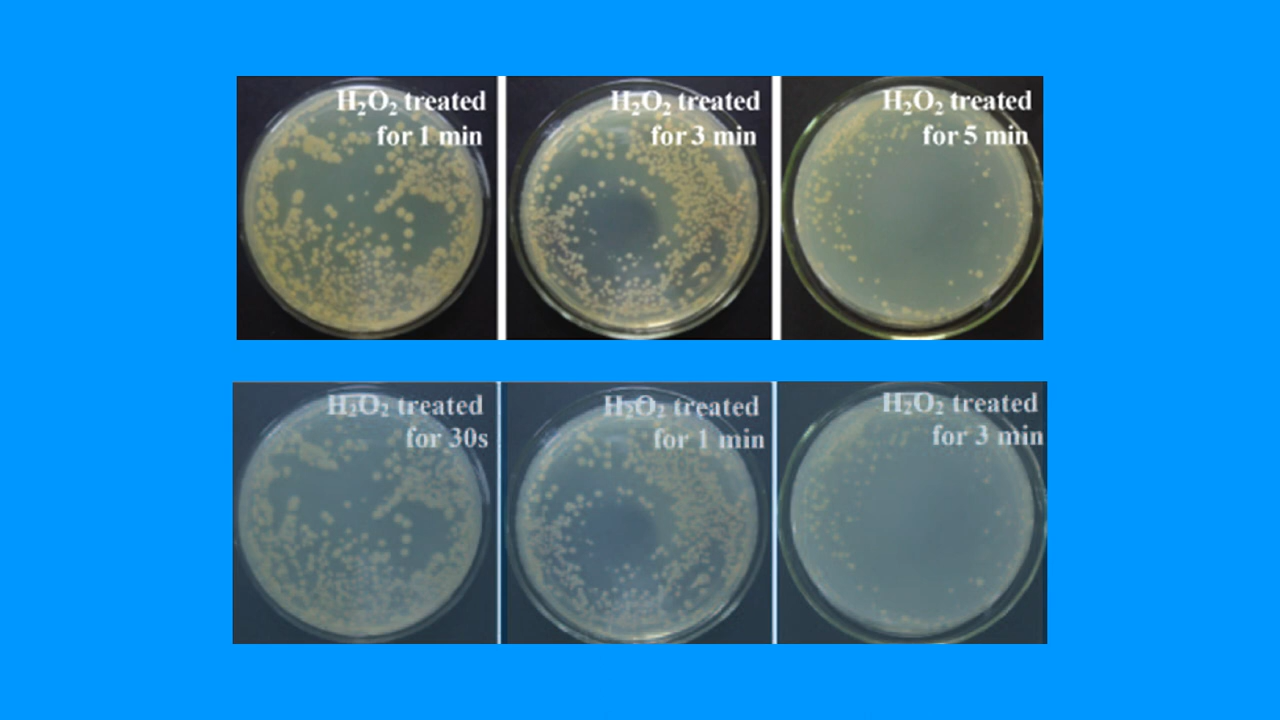 H₂O₂ treated
for 1 min
H₂O₂ treated
for 3 min
H₂O₂ treated
for 5 min
H₂O₂ treated
for 30s
H₂O₂ treated
for 1 min
H₂O₂ treated
for 3 min